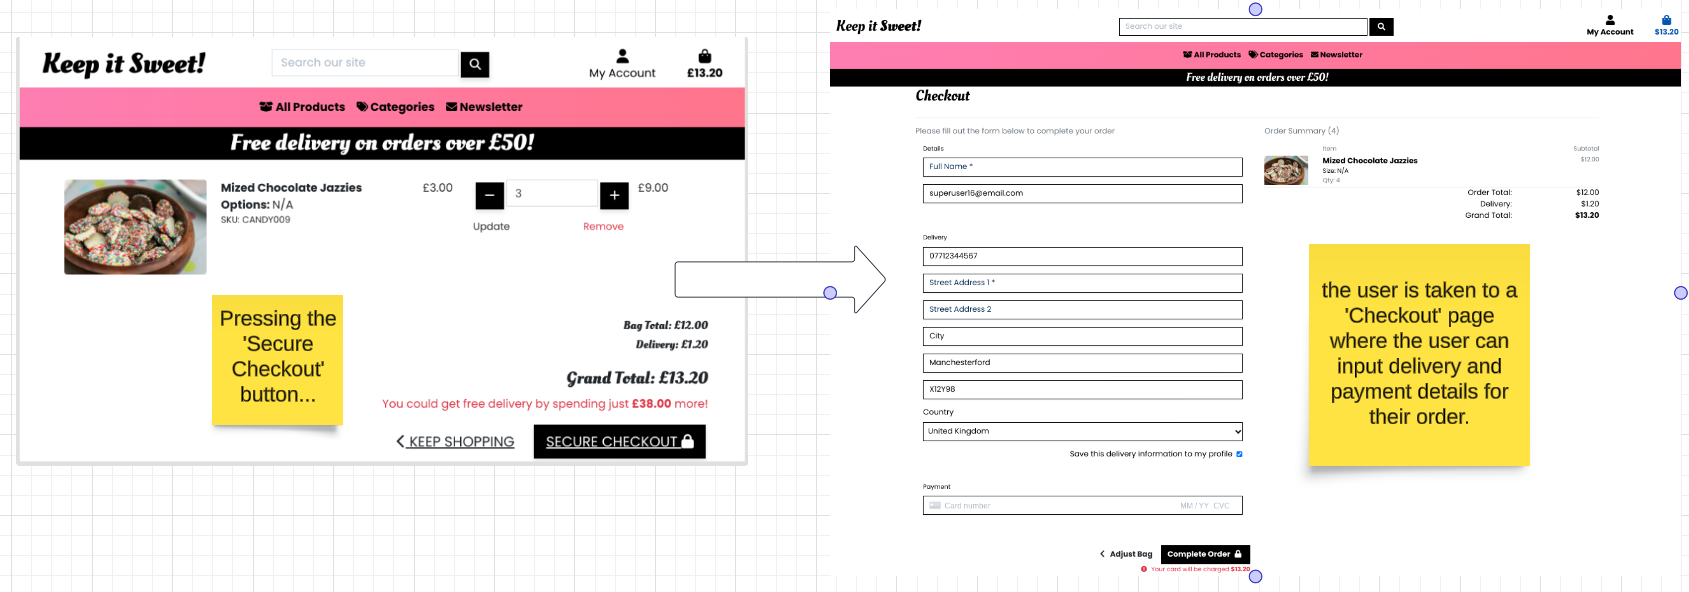 Keep it Sweet!
Search our site
My Account
£13.20
All Products
Categories
Newsletter
Free delivery on orders over £50!
Mized Chocolate Jazzies
£3.00
3
£9.00
Options: N/A
SKU: CANDY009
Update
Remove
Pressing the
'Secure
Checkout'
button...
Bag Total: £12.00
Delivery: £1.20
Grand Total: £13.20
You could get free delivery by spending just £38.00 more!
KEEP SHOPPING
SECURE CHECKOUT
Keep it Sweet!
Search our site
My Account
$13.20
All Products
Categories
Newsletter
Free delivery on orders over £50!
Checkout
Please fill out the form below to complete your order
Details
Full Name *
superuser16@email.com
Delivery
07712344567
Street Address 1 *
Street Address 2
City
Manchesterford
X12Y98
Country
United Kingdom
Save this delivery information to my profile
Payment
Card number
MM / YY CVC
Adjust Bag
Complete Order
Your card will be charged $13.20
Order Summary (4)
Item
Subtotal
Mized Chocolate Jazzies
$12.00
Size: N/A
Qty: 4
Order Total: $12.00
Delivery: $1.20
Grand Total: $13.20
the user is taken to a
'Checkout' page
where the user can
input delivery and
payment details for
their order.